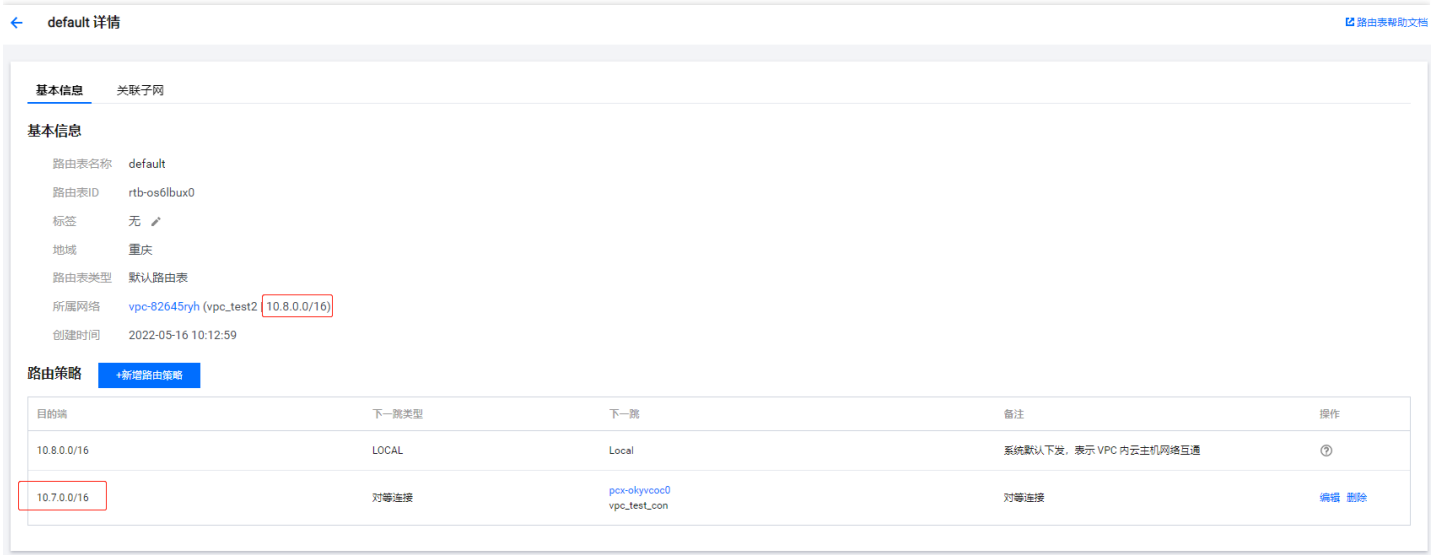 default 详情
路由表帮助文档
基本信息 关联子网
基本信息
路由表名称 default
路由表ID rtb-os6lbux0
标签 无
地域 重庆
路由表类型 默认路由表
所属网络 vpc-82645ryh (vpc_test2 | 10.8.0.0/16)
创建时间 2022-05-16 10:12:59
路由策略 +新增路由策略
目的端 下一跳类型 下一跳 备注 操作
10.8.0.0/16 LOCAL Local 系统默认下发，表示 VPC 内云主机网络互通
10.7.0.0/16 对等连接 pcx-okyvcoc0 对等连接 编辑 删除
vpc_test_con